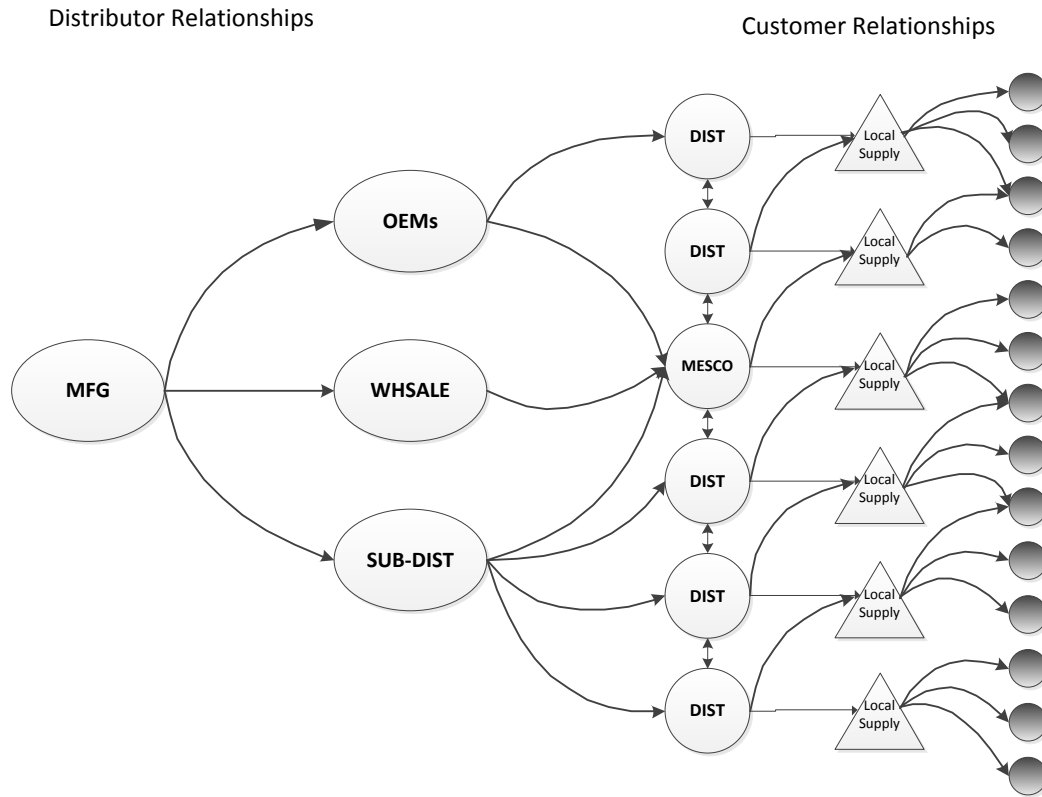 Distributor Relationships
Customer Relationships
DIST
Local
Supply
OEMs
DIST
Local
Supply
MFG
WHSALE
MESCO
Local
Supply
DIST
Local
Supply
SUB-DIST
DIST
Local
Supply
DIST
Local
Supply